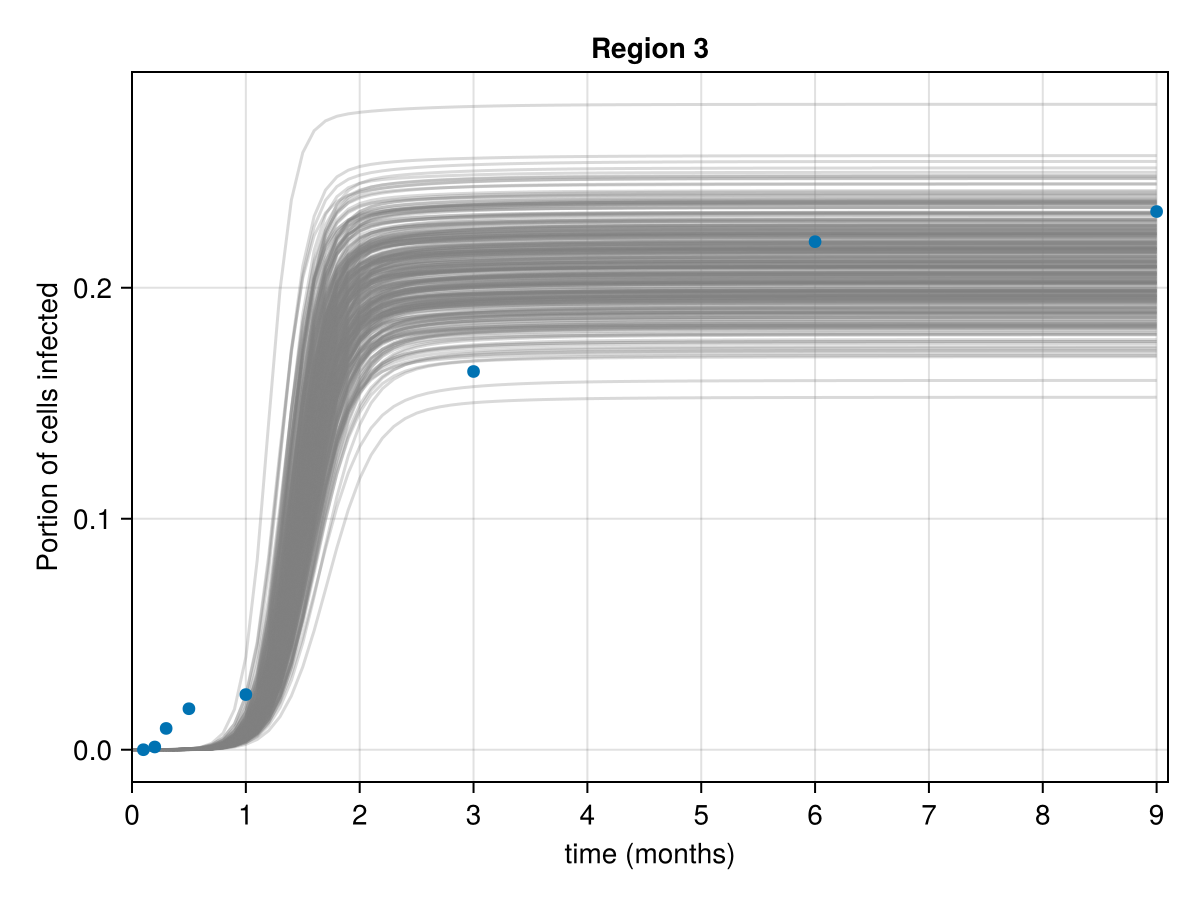 Region 3
Portion of cells infected
0.2
0.1
0.0
0 1 2 3 4 5 6 7 8 9
time (months)